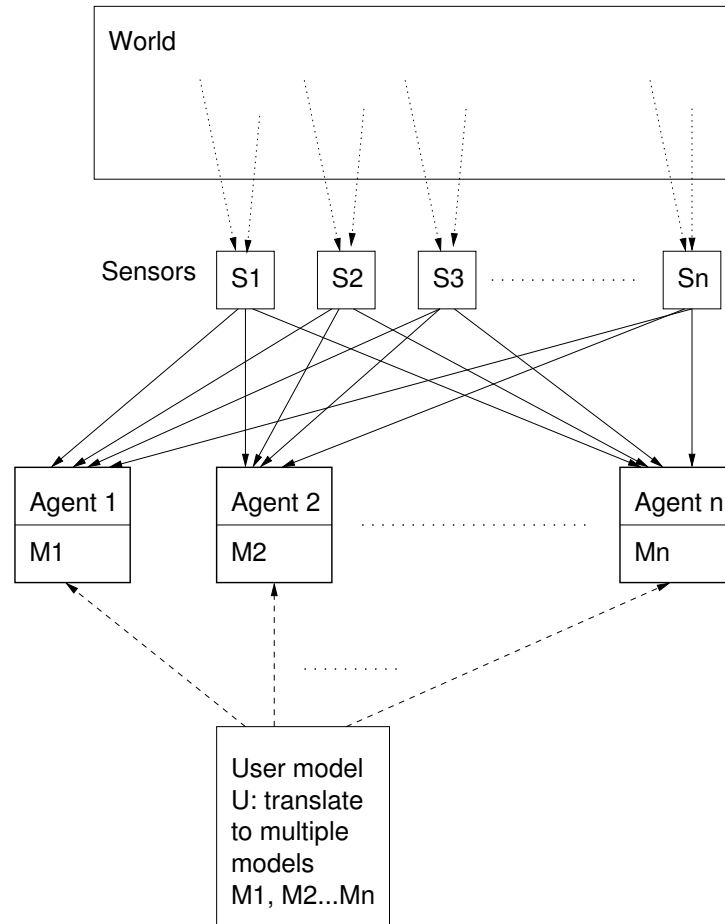 World
Sensors
S1
S2
S3
Sn
Agent 1
Agent 2
Agent n
M1
M2
Mn
User model
U: translate
to multiple
models
M1, M2...Mn